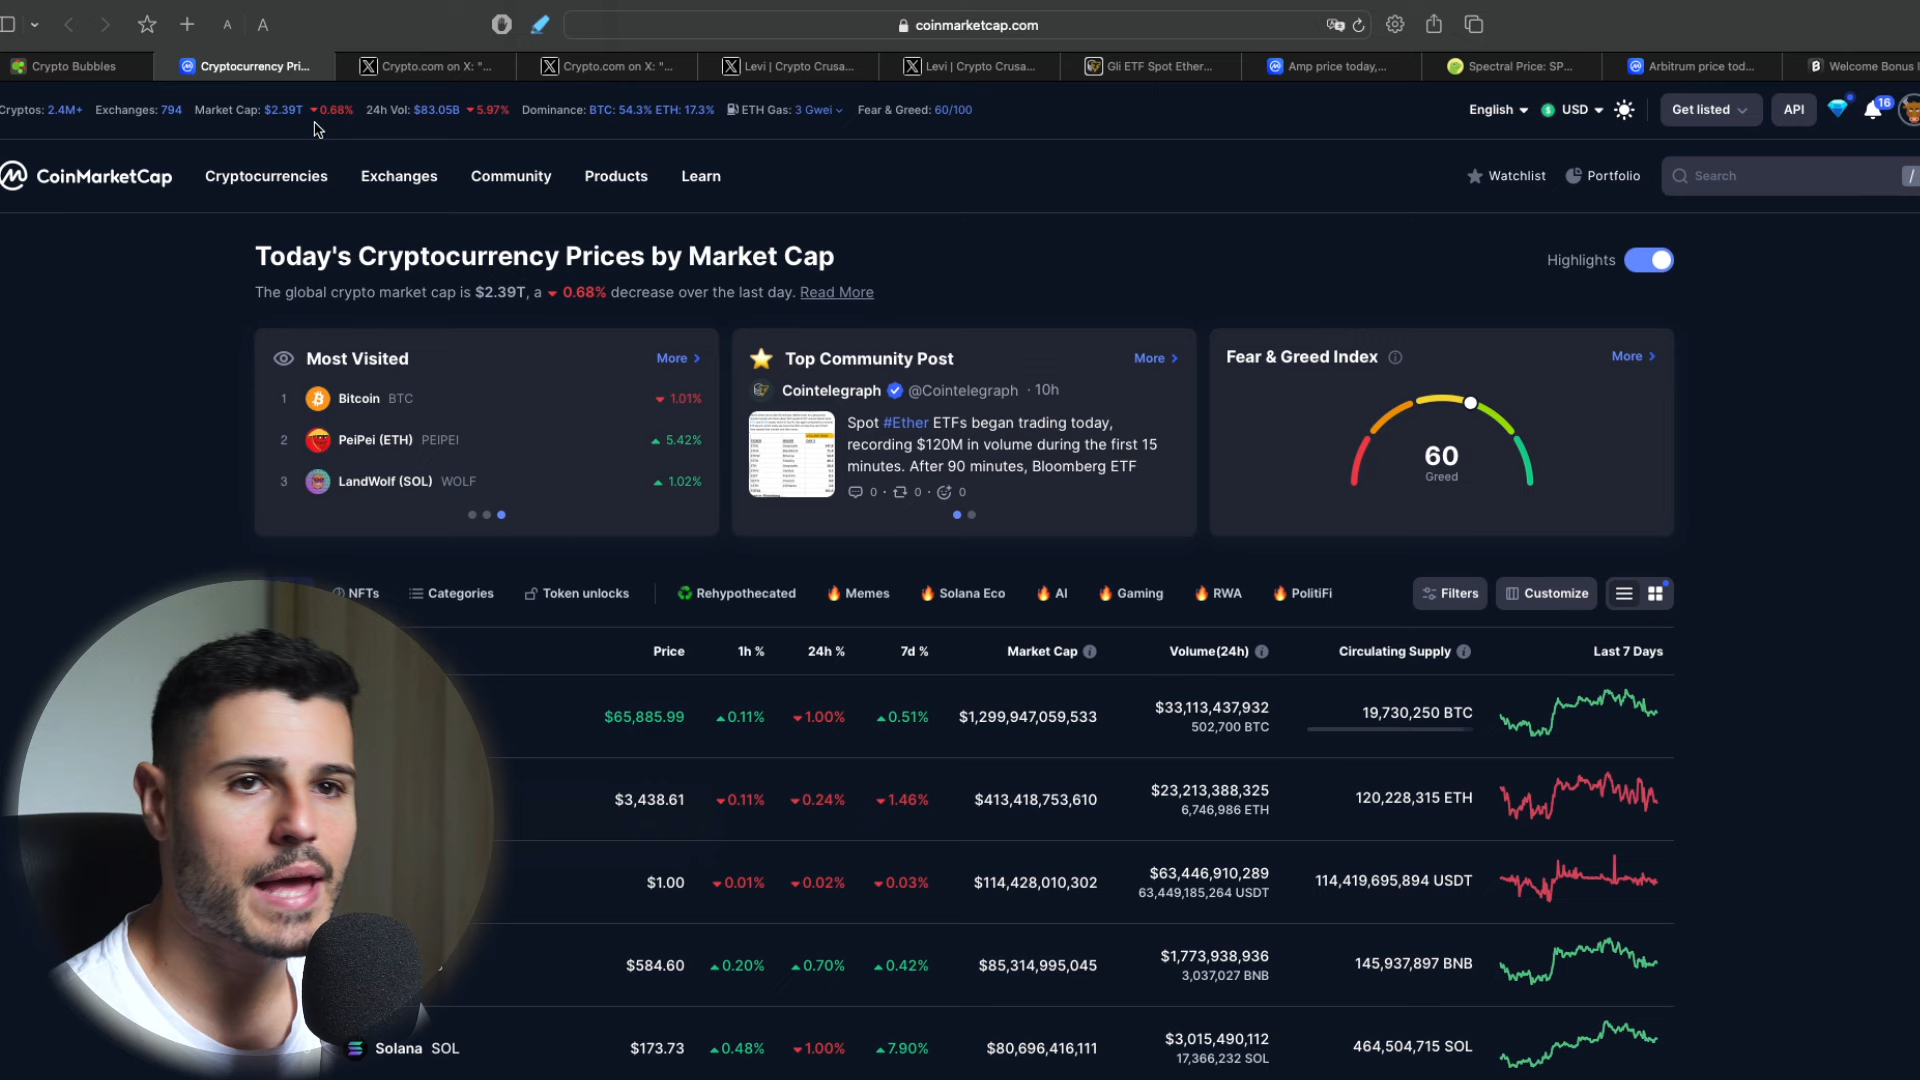 A A coinmarketcap.com
Crypto Bubbles Cryptocurrency Pri... Crypto.com on X: "... Crypto.com on X: "... Levi | Crypto Crusa... Levi | Crypto Crusa... Gli ETF Spot Ether... Amp price today,... Spectral Price: SP... Arbitrum price tod... Welcome Bonus
Cryptos: 2.4M+ Exchanges: 794 Market Cap: $2.39T 0.68% 24h Vol: $83.05B 5.97% Dominance: BTC: 54.3% ETH: 17.3% ETH Gas: 3 Gwei Fear & Greed: 60/100 English USD Get listed API 16
CoinMarketCap Cryptocurrencies Exchanges Community Products Learn Watchlist Portfolio Search /
Today's Cryptocurrency Prices by Market Cap
Highlights
The global crypto market cap is $2.39T, a 0.68% decrease over the last day. Read More
Most Visited More >
1 Bitcoin BTC 1.01%
2 PeiPei (ETH) PEIPEI 5.42%
3 LandWolf (SOL) WOLF 1.02%
Top Community Post More >
Cointelegraph @Cointelegraph · 10h
Spot #Ether ETFs began trading today,
recording $120M in volume during the first 15
minutes. After 90 minutes, Bloomberg ETF
0 · 0 · 0
Fear & Greed Index More >
60
Greed
NFTs Categories Token unlocks Rehypothecated Memes Solana Eco AI Gaming RWA PolitiFi Filters Customize
Price 1h % 24h % 7d % Market Cap Volume(24h) Circulating Supply Last 7 Days
$65,885.99 0.11% 1.00% 0.51% $1,299,947,059,533 $33,113,437,932 19,730,250 BTC
502,700 BTC
$3,438.61 0.11% 0.24% 1.46% $413,418,753,610 $23,213,388,325 120,228,315 ETH
6,746,986 ETH
$1.00 0.01% 0.02% 0.03% $114,428,010,302 $63,446,910,289 114,419,695,894 USDT
63,449,185,264 USDT
$584.60 0.20% 0.70% 0.42% $85,314,995,045 $1,773,938,936 145,937,897 BNB
3,037,027 BNB
Solana SOL $173.73 0.48% 1.00% 7.90% $80,696,416,111 $3,015,490,112 464,504,715 SOL
17,366,232 SOL